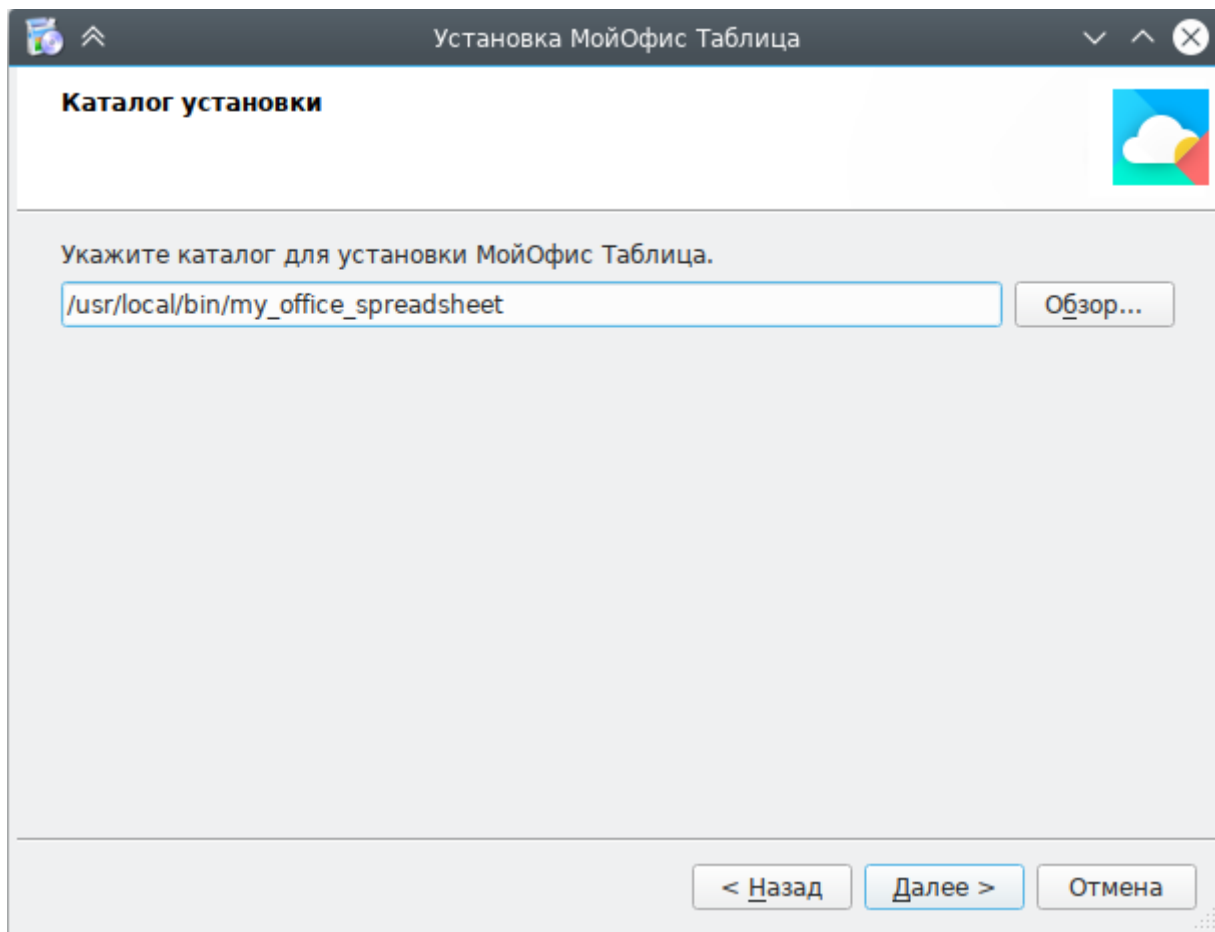 Установка МойОфис Таблица
Каталог установки
Укажите каталог для установки МойОфис Таблица.
/usr/local/bin/my_office_spreadsheet
Обзор...
< Назад
Далее >
Отмена